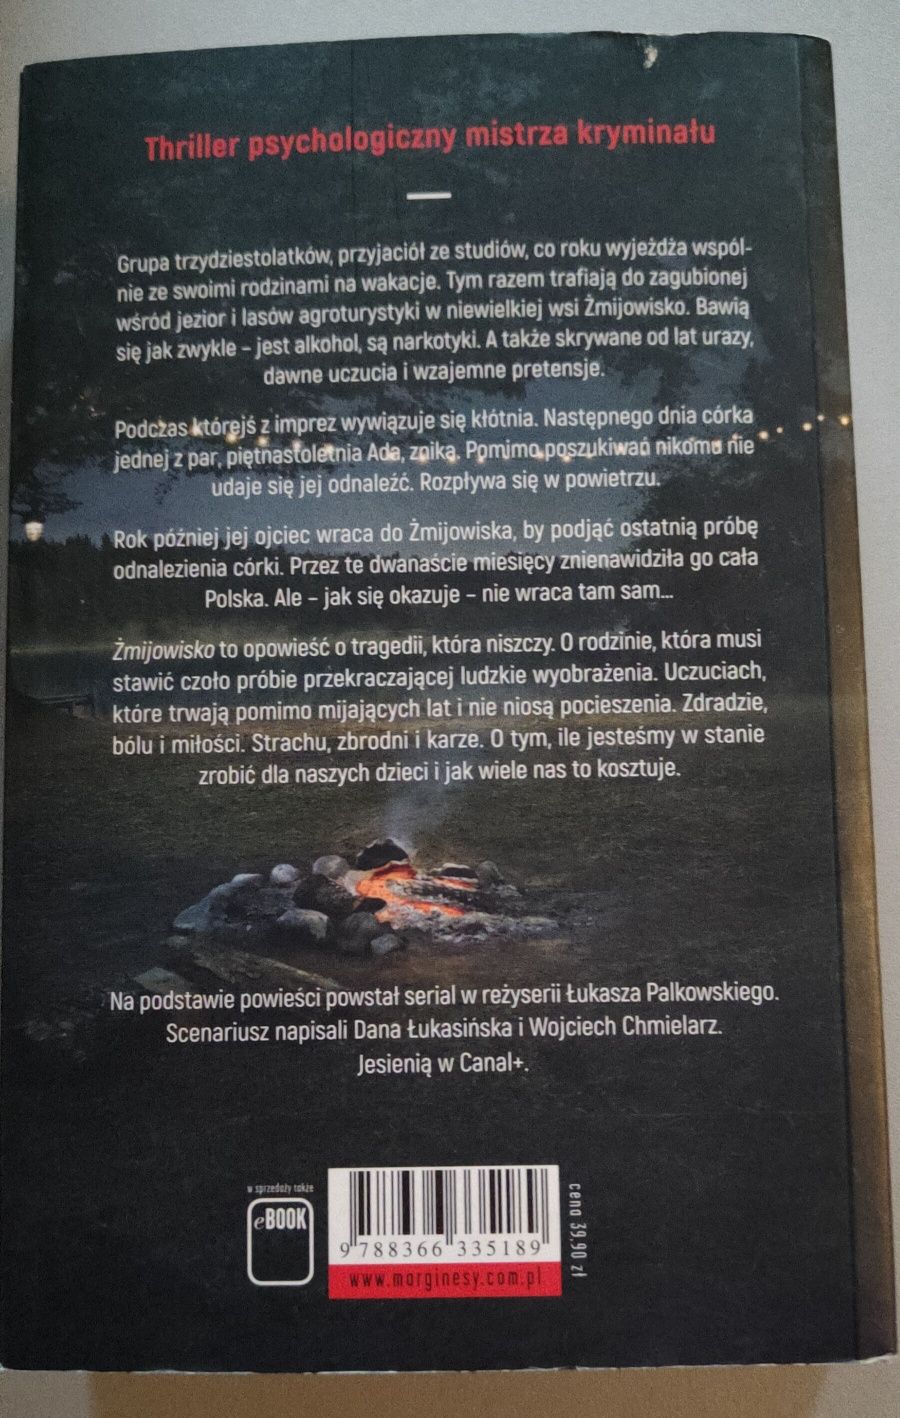 Thriller psychologiczny mistrza kryminału
Grupa trzydziestolatków, przyjaciół ze studiów, co roku wyjeżdża wspól-
nie ze swoimi rodzinami na wakacje. Tym razem trafiają do zagubionej
wśród jezior i lasów agroturystyki w niewielkiej wsi Żmijowisko. Bawią
się jak zwykle – jest alkohol, są narkotyki. A także skrywane od lat urazy,
dawne uczucia i wzajemne pretensje.
Podczas którejś z imprez wywiązuje się kłótnia. Następnego dnia córka
jednej z par, piętnastoletnia Ada, znika. Pomimo poszukiwań nikomu nie
udaje się jej odnaleźć. Rozpływa się w powietrzu.
Rok później jej ojciec wraca do Żmijowiska, by podjąć ostatnią próbę
odnalezienia córki. Przez te dwanaście miesięcy znienawidziła go cała
Polska. Ale – jak się okazuje – nie wraca tam sam...
Żmijowisko to opowieść o tragedii, która niszczy. O rodzinie, która musi
stawić czoło próbie przekraczającej ludzkie wyobrażenia. Uczuciach,
które trwają pomimo mijających lat i nie niosą pocieszenia. Zdradzie,
bólu i miłości. Strachu, zbrodni i karze. O tym, ile jesteśmy w stanie
zrobić dla naszych dzieci i jak wiele nas to kosztuje.
Na podstawie powieści powstał serial w reżyserii Łukasza Palkowskiego.
Scenariusz napisali Dana Łukasińska i Wojciech Chmielarz.
Jesienią w Canal+.
w sprzedaży także
eBOOK
9 788366 335189
www.marginesy.com.pl
cena 39,90 zł